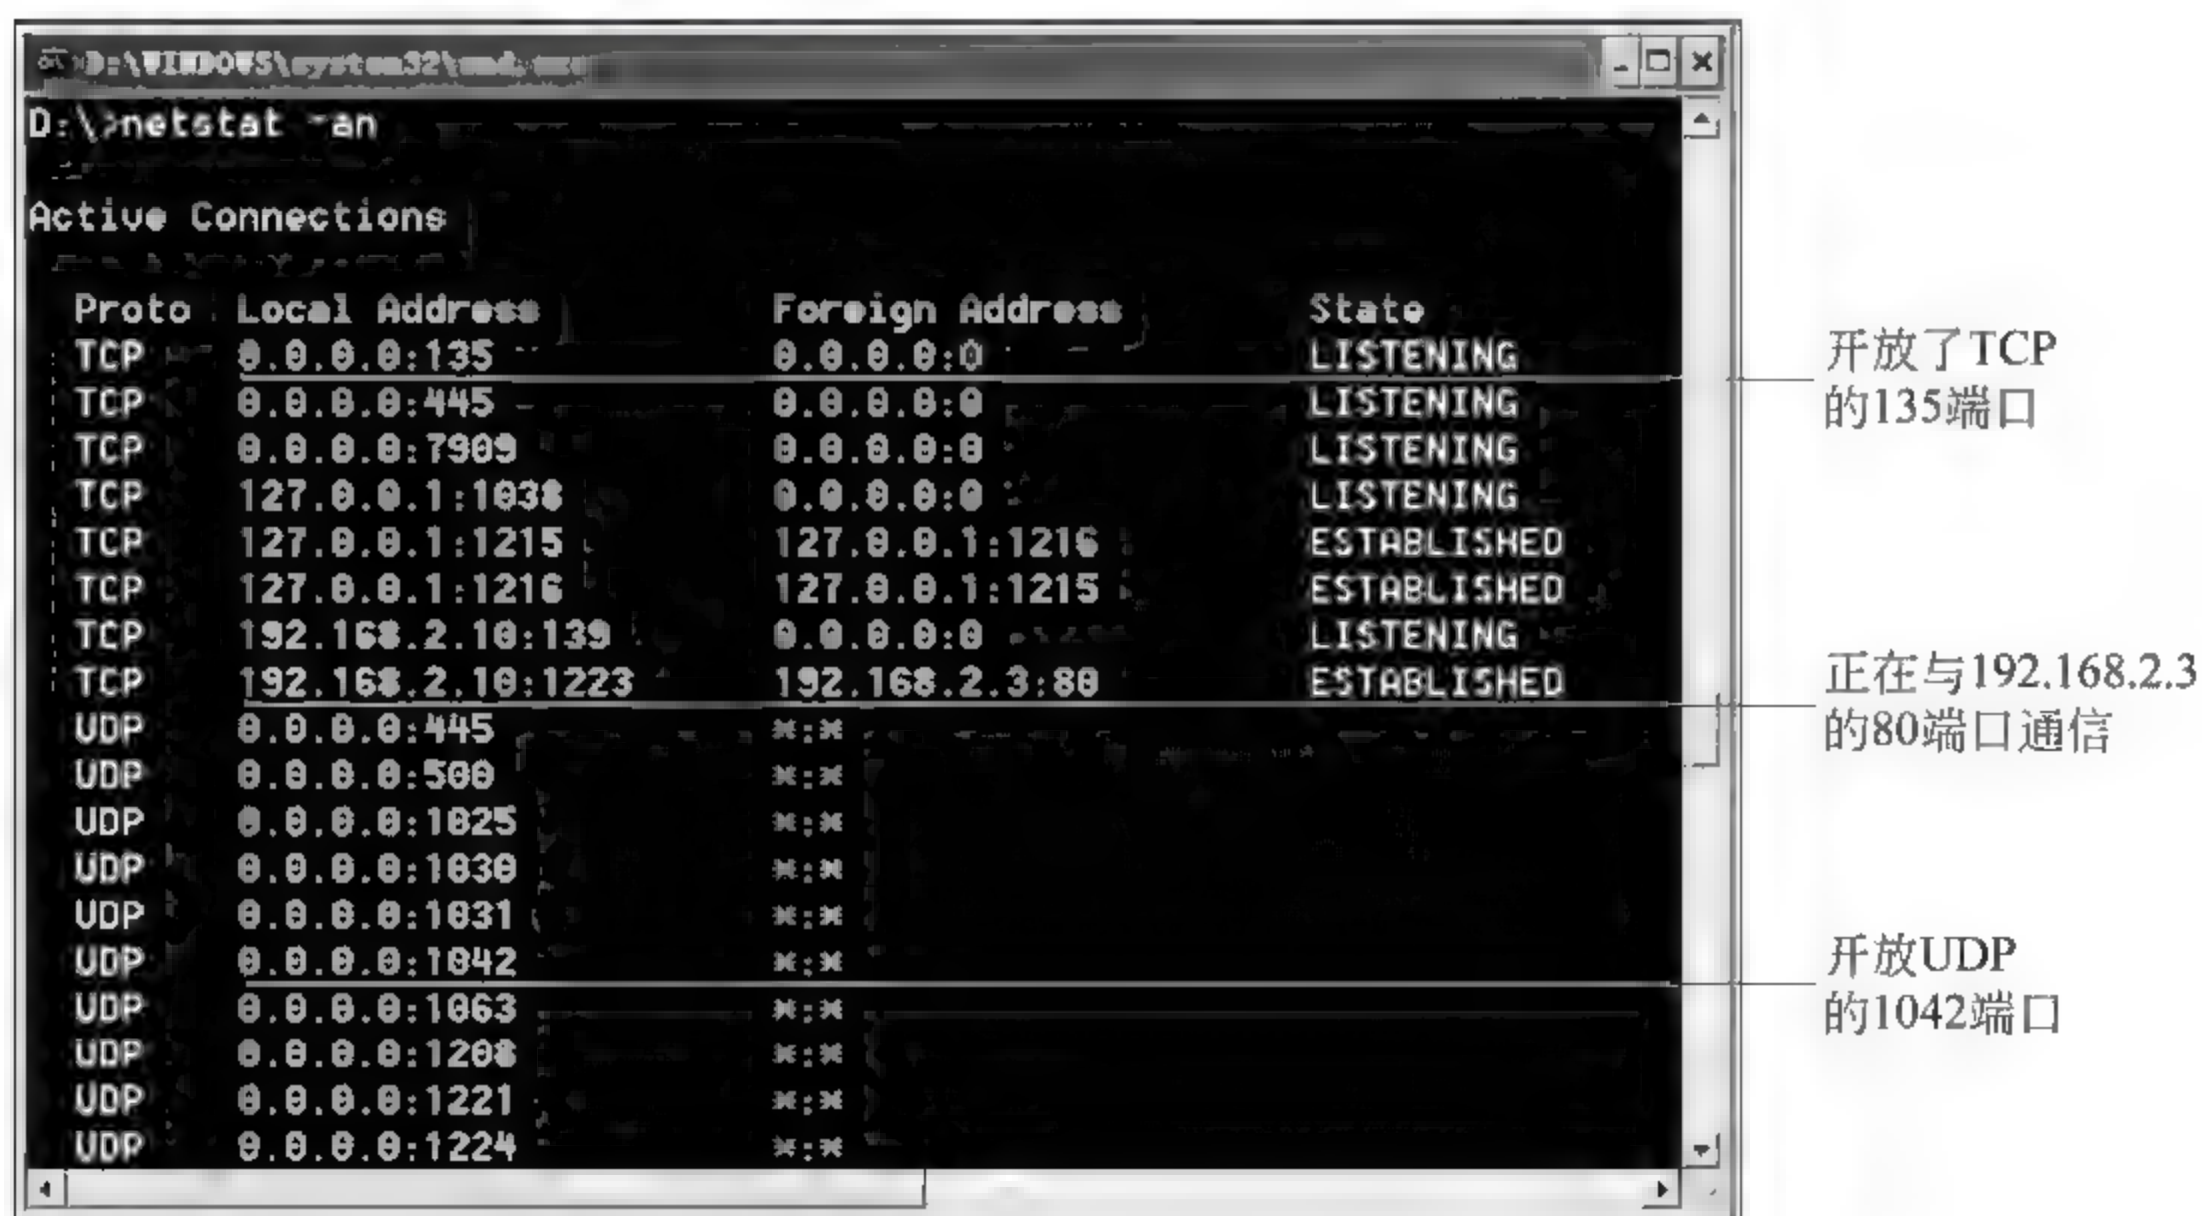 D:\WINDOWS\system32\cmd.exe
D:\>netstat -an
Active Connections
Proto Local Address Foreign Address State
TCP 0.0.0.0:135 0.0.0.0:0 LISTENING
TCP 0.0.0.0:445 0.0.0.0:0 LISTENING
TCP 0.0.0.0:7909 0.0.0.0:0 LISTENING
TCP 127.0.0.1:1038 0.0.0.0:0 LISTENING
TCP 127.0.0.1:1215 127.0.0.1:1216 ESTABLISHED
TCP 127.0.0.1:1216 127.0.0.1:1215 ESTABLISHED
TCP 192.168.2.10:139 0.0.0.0:0 LISTENING
TCP 192.168.2.10:1223 192.168.2.3:80 ESTABLISHED
UDP 0.0.0.0:445 *:*
UDP 0.0.0.0:500 *:*
UDP 0.0.0.0:1025 *:*
UDP 0.0.0.0:1030 *:*
UDP 0.0.0.0:1031 *:*
UDP 0.0.0.0:1042 *:*
UDP 0.0.0.0:1063 *:*
UDP 0.0.0.0:1208 *:*
UDP 0.0.0.0:1221 *:*
UDP 0.0.0.0:1224 *:*
开放了TCP
的135端口
正在与192.168.2.3
的80端口通信
开放UDP
的1042端口